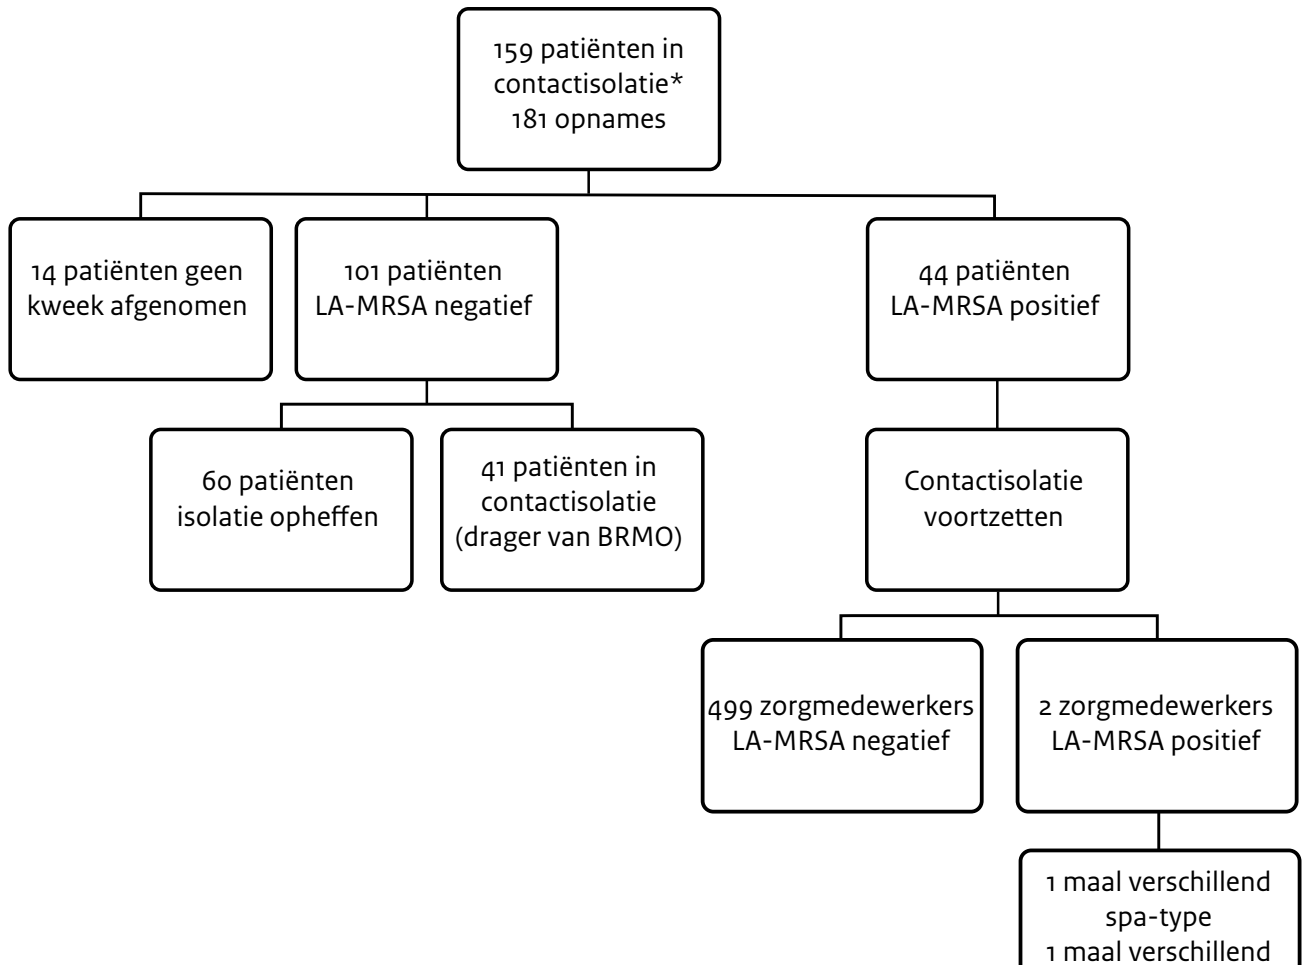 159 patiënten in
contactisolatie*
181 opnames
14 patiënten geen
kweek afgenomen
101 patiënten
LA-MRSA negatief
44 patiënten
LA-MRSA positief
60 patiënten
isolatie opheffen
41 patiënten in
contactisolatie
(drager van BRMO)
Contactisolatie
voortzetten
499 zorgmedewerkers
LA-MRSA negatief
2 zorgmedewerkers
LA-MRSA positief
1 maal verschillend
spa-type
1 maal verschillend